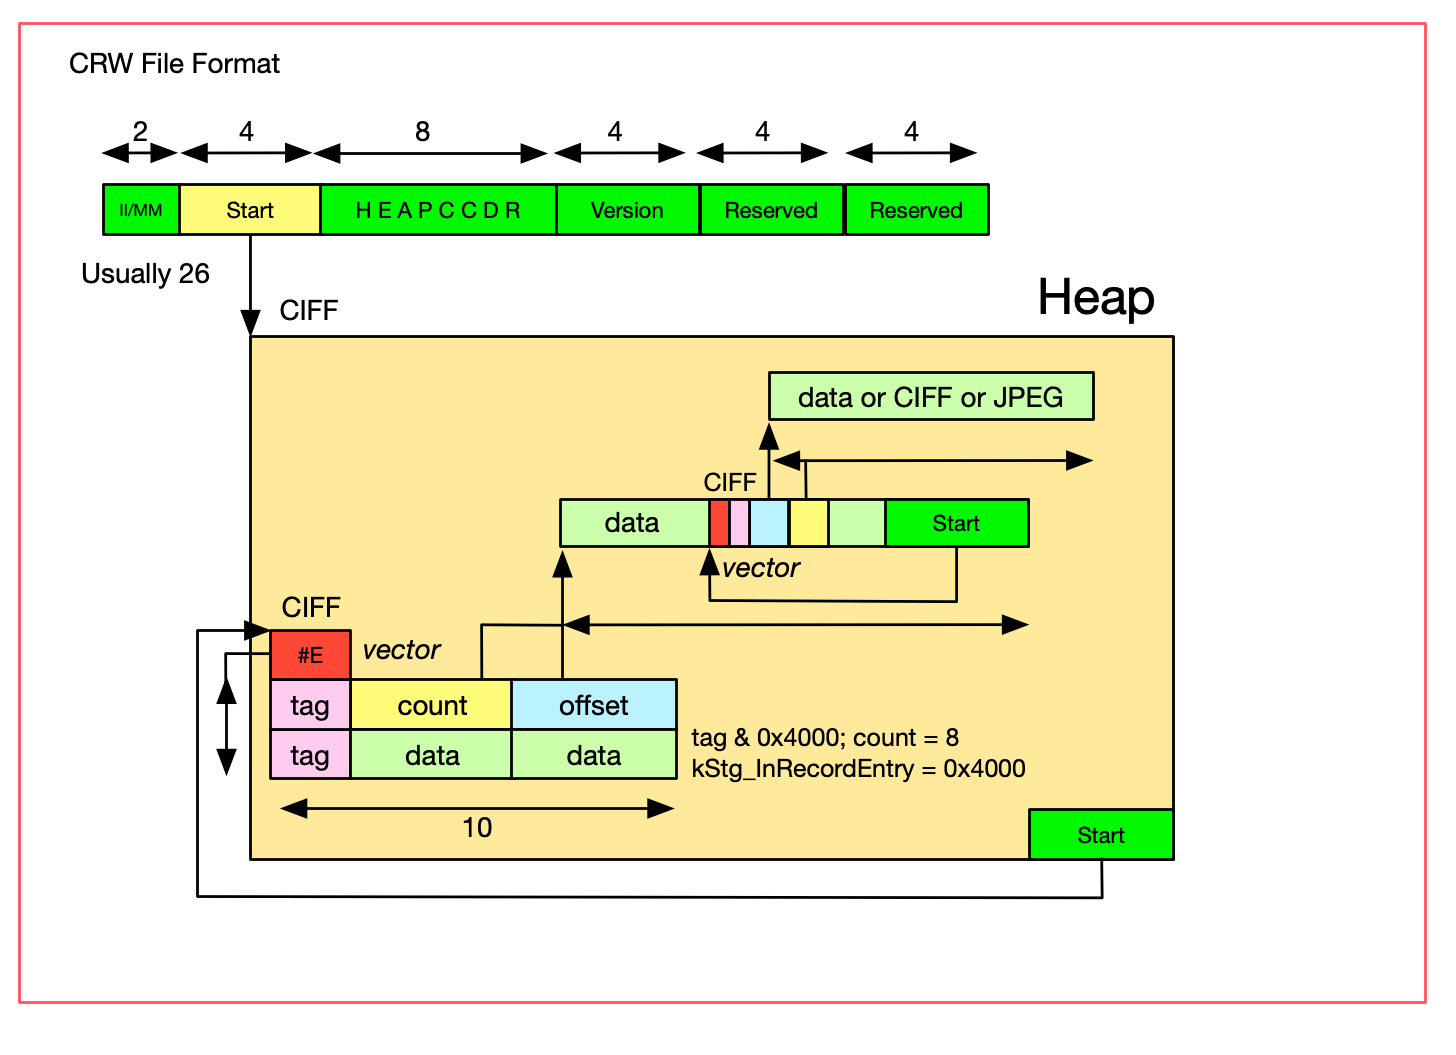 CRW File Format
2 4 8 4 4 4
II/MM Start H E A P C C D R Version Reserved Reserved
Usually 26
CIFF
Heap
data or CIFF or JPEG
CIFF
data Start
vector
CIFF
#E vector
tag count offset
tag data data
tag & 0x4000; count = 8
kStg_InRecordEntry = 0x4000
10
Start